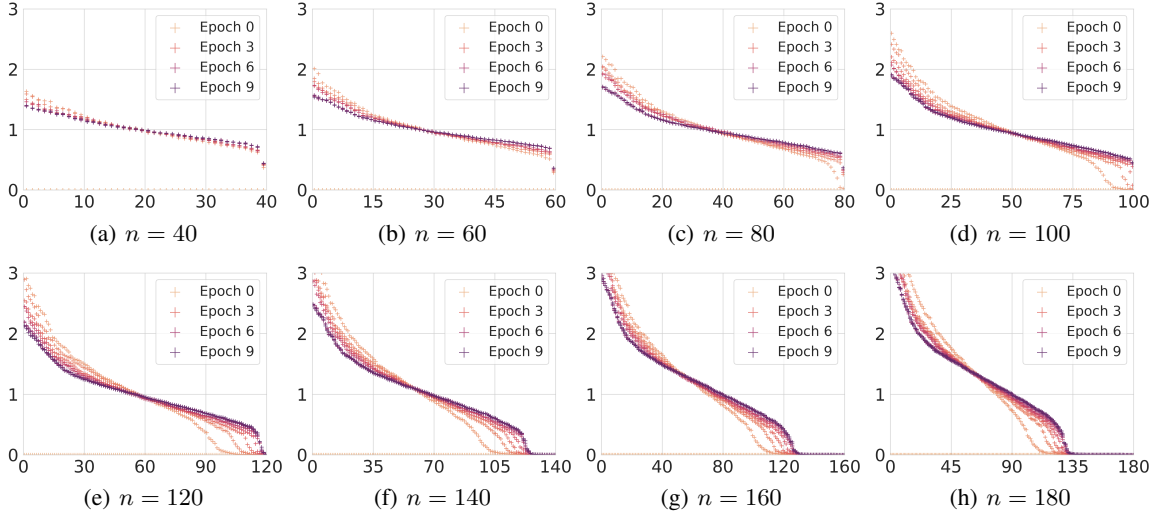 3 2 1 0
Epoch 0
Epoch 3
Epoch 6
Epoch 9
0 10 20 30 40
(a) n = 40
3 2 1 0
Epoch 0
Epoch 3
Epoch 6
Epoch 9
0 15 30 45 60
(b) n = 60
3 2 1 0
Epoch 0
Epoch 3
Epoch 6
Epoch 9
0 20 40 60 80
(c) n = 80
3 2 1 0
Epoch 0
Epoch 3
Epoch 6
Epoch 9
0 25 50 75 100
(d) n = 100
3 2 1 0
Epoch 0
Epoch 3
Epoch 6
Epoch 9
0 30 60 90 120
(e) n = 120
3 2 1 0
Epoch 0
Epoch 3
Epoch 6
Epoch 9
0 35 70 105 140
(f) n = 140
3 2 1 0
Epoch 0
Epoch 3
Epoch 6
Epoch 9
0 40 80 120 160
(g) n = 160
3 2 1 0
Epoch 0
Epoch 3
Epoch 6
Epoch 9
0 45 90 135 180
(h) n = 180